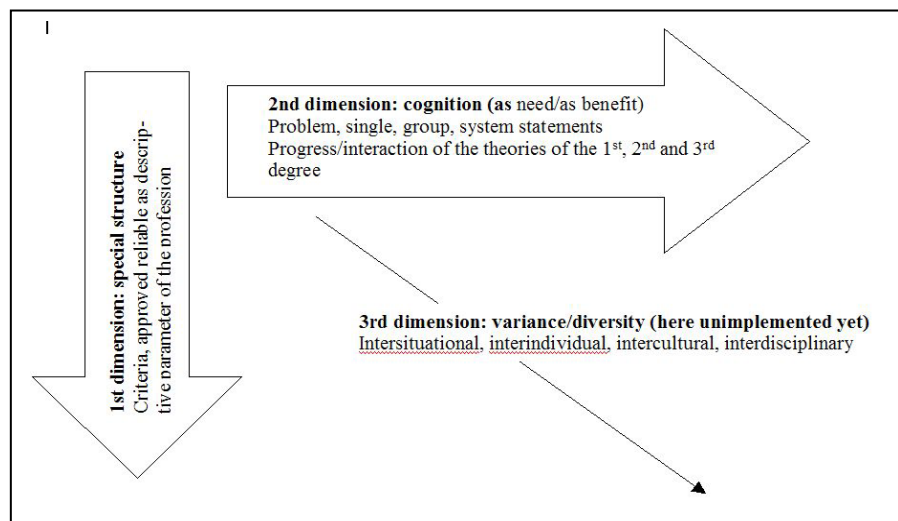 1st dimension: special structure
Criteria, approved reliable as descrip-
tive parameter of the profession
2nd dimension: cognition (as need/as benefit)
Problem, single, group, system statements
Progress/interaction of the theories of the 1st, 2nd and 3rd
degree
3rd dimension: variance/diversity (here unimplemented yet)
Intersituational, interindividual, intercultural, interdisciplinary